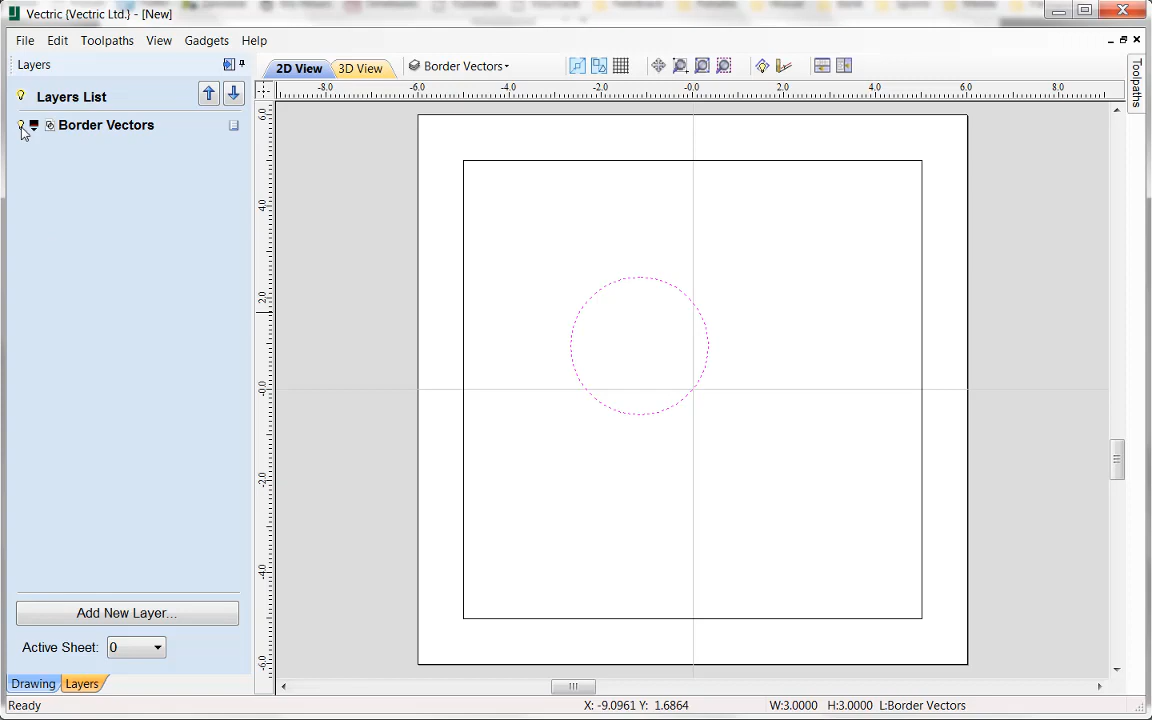 Vectric {Vectric Ltd.} - [New]
File Edit Toolpaths View Gadgets Help
Layers
2D View 3D View Border Vectors
Layers List
Border Vectors
-8.0 -6.0 -4.0 -2.0 -0.0 2.0 4.0 6.0 8.0
6.0
4.0
2.0
-0.0
-2.0
-4.0
-6.0
Toolpaths
Add New Layer...
Active Sheet: 0
Drawing Layers
Ready X: -9.0961 Y: 1.6864 W:3.0000 H:3.0000 L:Border Vectors